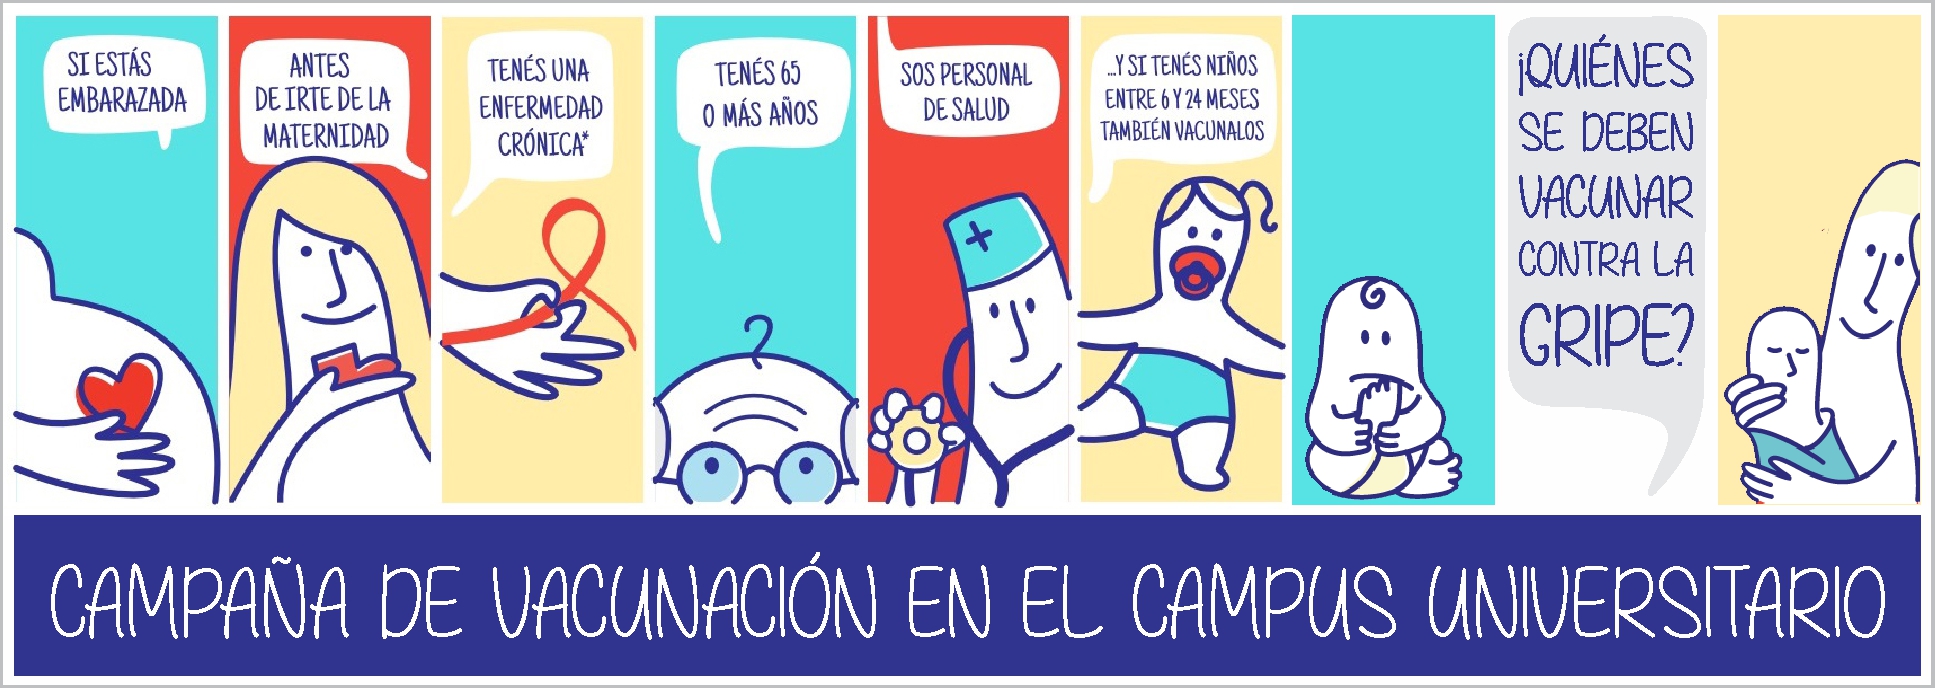 SI ESTÁS
EMBARAZADA
ANTES
DE IRTE DE LA
MATERNIDAD
TENÉS UNA
ENFERMEDAD
CRÓNICA*
TENÉS 65
O MÁS AÑOS
SOS PERSONAL
DE SALUD
...Y SI TENÉS NIÑOS
ENTRE 6 Y 24 MESES
TAMBIÉN VACUNALOS
¡QUIÉNES
SE DEBEN
VACUNAR
CONTRA LA
GRIPE?
CAMPAÑA DE VACUNACIÓN EN EL CAMPUS UNIVERSITARIO